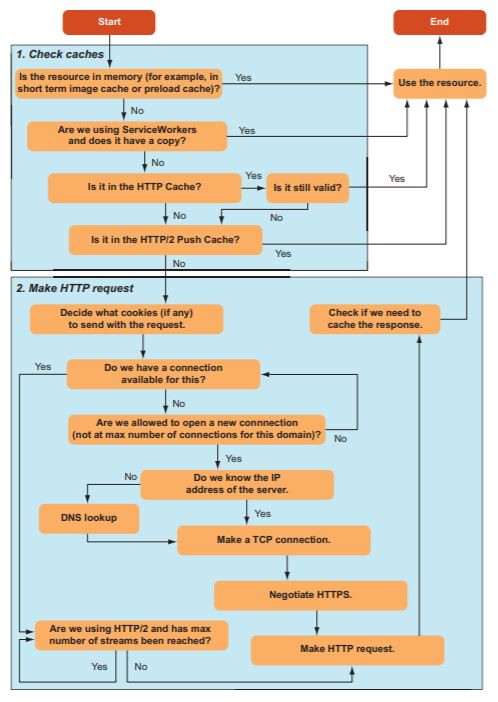 Start
End
1. Check caches
Is the resource in memory (for example, in
short term image cache or preload cache)?
Yes
Use the resource.
No
Are we using ServiceWorkers
and does it have a copy?
Yes
No
Is it in the HTTP Cache?
Yes
Is it still valid?
Yes
No
No
Is it in the HTTP/2 Push Cache?
Yes
No
2. Make HTTP request
Decide what cookies (if any)
to send with the request.
Check if we need to
cache the response.
Yes
Do we have a connection
available for this?
No
Are we allowed to open a new connnection
(not at max number of connections for this domain)?
No
Yes
No
Do we know the IP
address of the server.
Yes
DNS lookup
Make a TCP connection.
Negotiate HTTPS.
Are we using HTTP/2 and has max
number of streams been reached?
Make HTTP request.
Yes
No